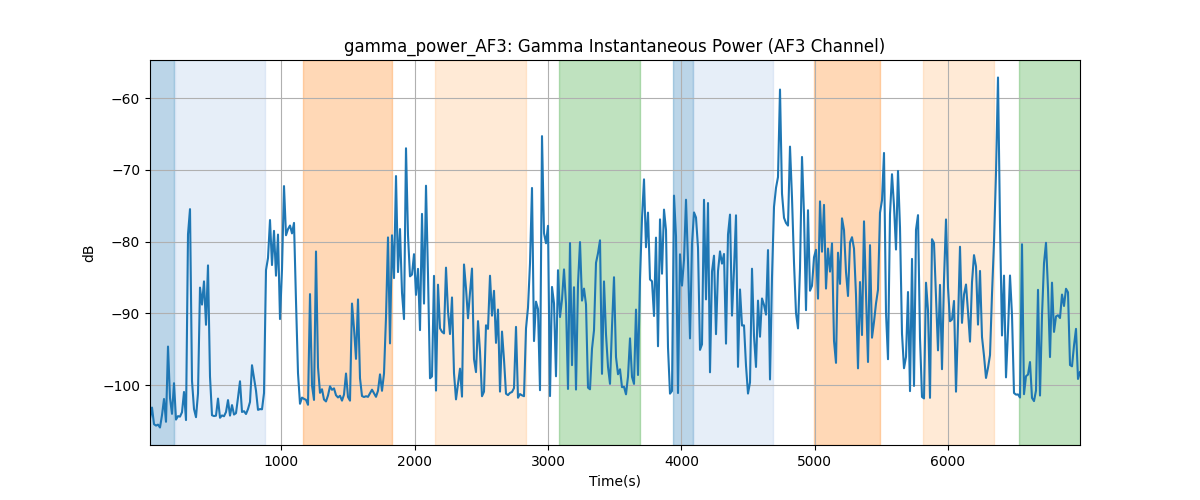 gamma_power_AF3: Gamma Instantaneous Power (AF3 Channel)
−60
−70
−80
−90
−100
dB
1000 2000 3000 4000 5000 6000
Time(s)